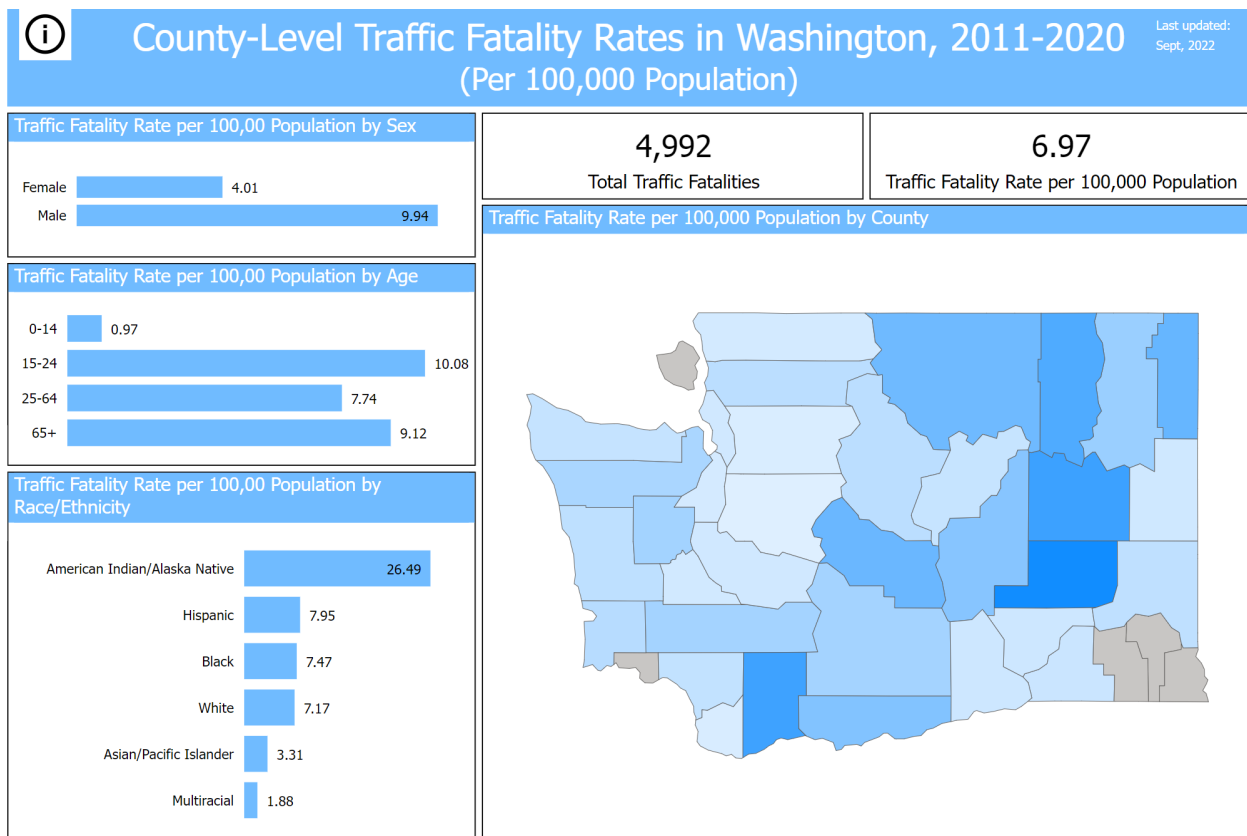 i
County-Level Traffic Fatality Rates in Washington, 2011-2020
(Per 100,000 Population)
Last updated:
Sept, 2022
Traffic Fatality Rate per 100,00 Population by Sex
Female 4.01
Male 9.94
Traffic Fatality Rate per 100,00 Population by Age
0-14 0.97
15-24 10.08
25-64 7.74
65+ 9.12
Traffic Fatality Rate per 100,00 Population by
Race/Ethnicity
American Indian/Alaska Native 26.49
Hispanic 7.95
Black 7.47
White 7.17
Asian/Pacific Islander 3.31
Multiracial 1.88
4,992
Total Traffic Fatalities
6.97
Traffic Fatality Rate per 100,000 Population
Traffic Fatality Rate per 100,000 Population by County